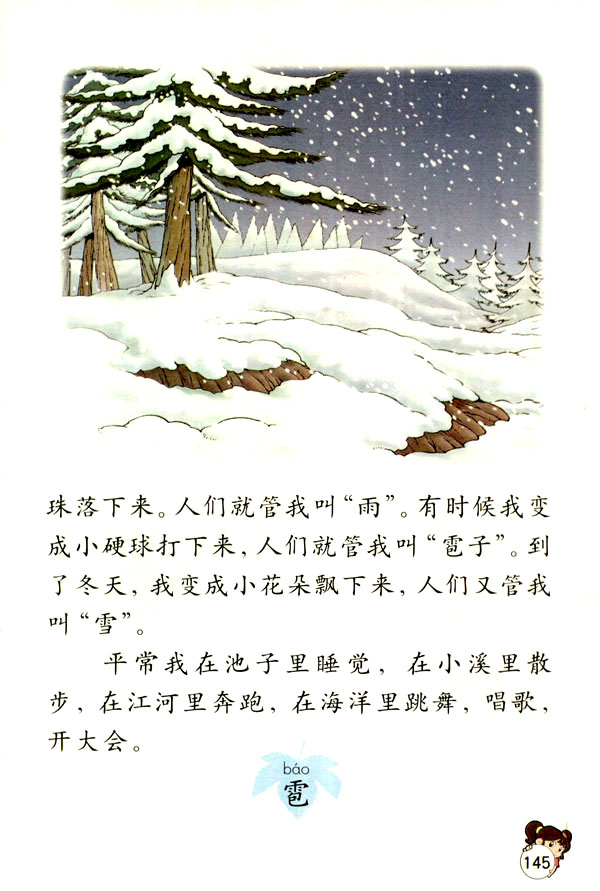 珠落下来。人们就管我叫“雨”。有时候我变
成小硬球打下来，人们就管我叫“雹子”。到
了冬天，我变成小花朵飘下来，人们又管我
叫“雪”。
平常我在池子里睡觉，在小溪里散
步，在江河里奔跑，在海洋里跳舞，唱歌，
开大会。
báo
雹
145